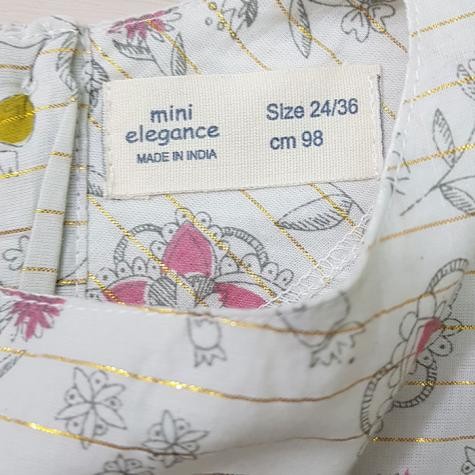 mini
elegance
MADE IN INDIA
Size 24/36
cm 98